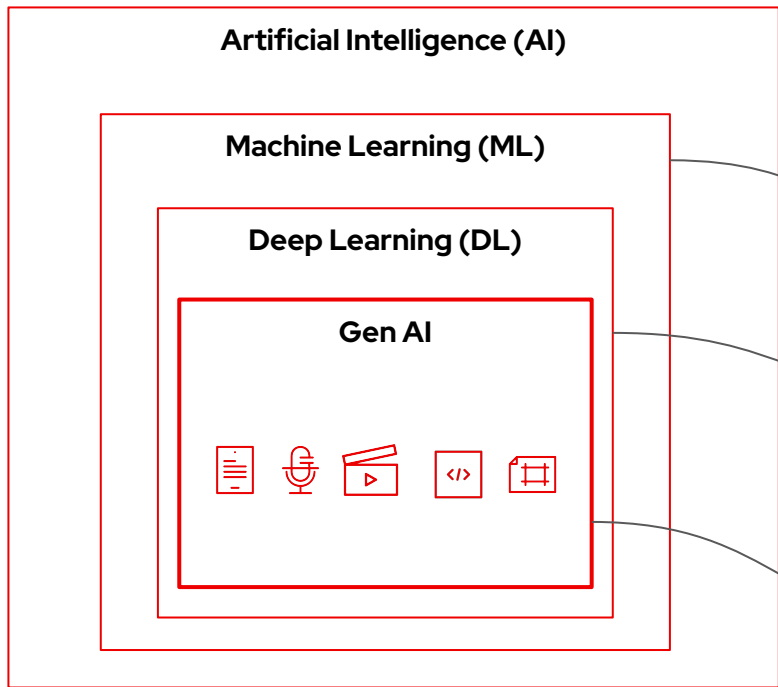 Artificial Intelligence (AI)
Machine Learning (ML)
Deep Learning (DL)
Gen AI
</>